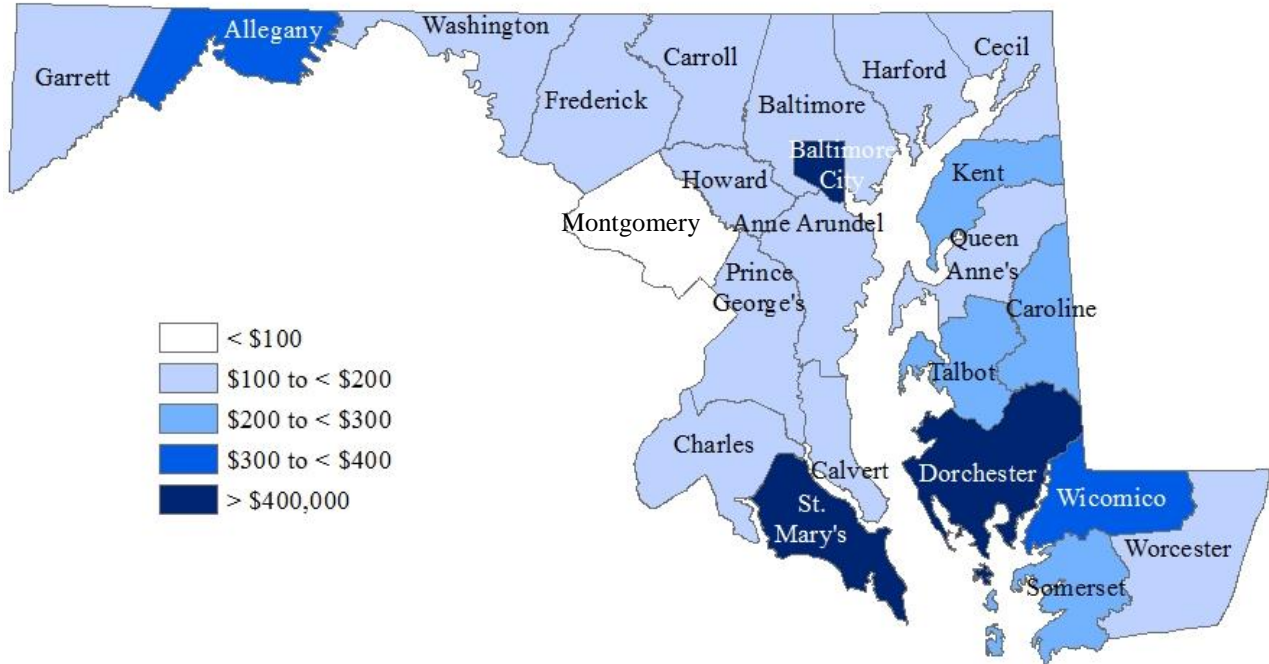 Allegany
Washington
Garrett
Frederick
Carroll
Baltimore
Harford
Cecil
Baltimore
City
Howard
Kent
Montgomery
Anne Arundel
Queen
Anne's
Prince
George's
Caroline
Talbot
< $100
$100 to < $200
$200 to < $300
$300 to < $400
> $400,000
Charles
Calvert
Dorchester
St.
Mary's
Wicomico
Worcester
Somerset